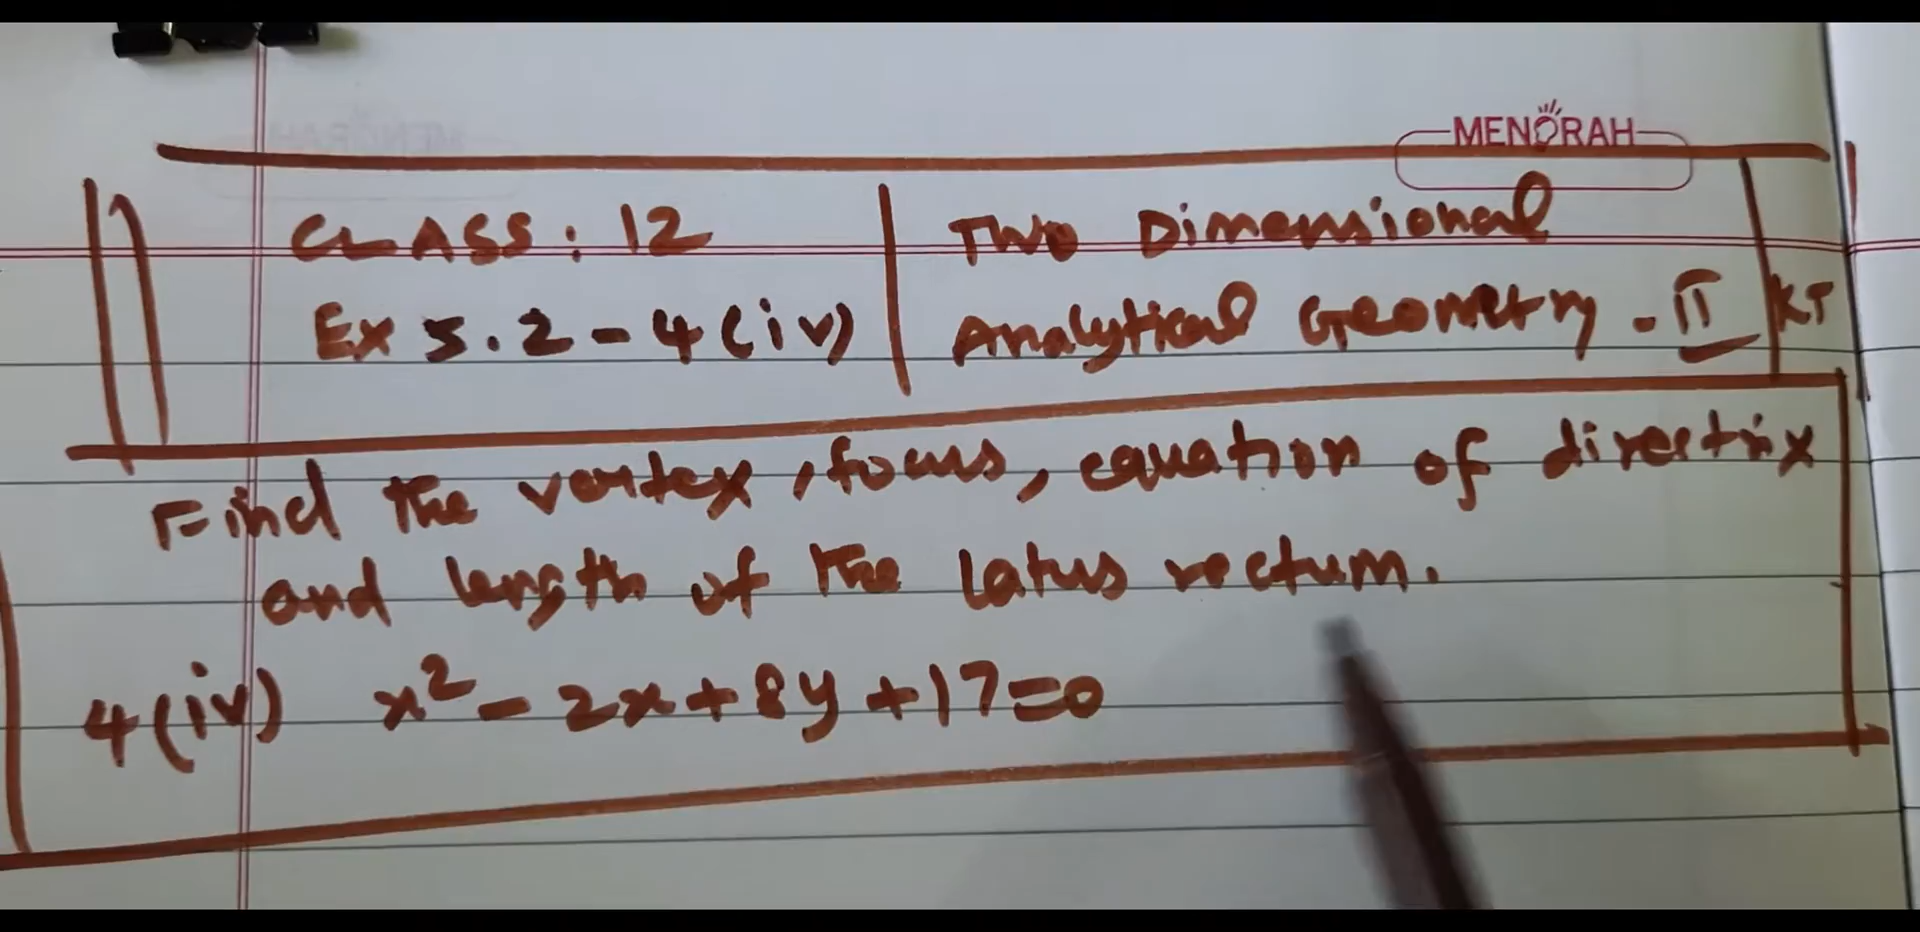 MENORAH
CLASS: 12
Ex 5.2-4(iv)
Two Dimensional
Analytical Geometry-II
KT
Find the vertex, focus, equation of directrix
and length of the latus rectum.
4(iv) x²-2x+8y+17=0